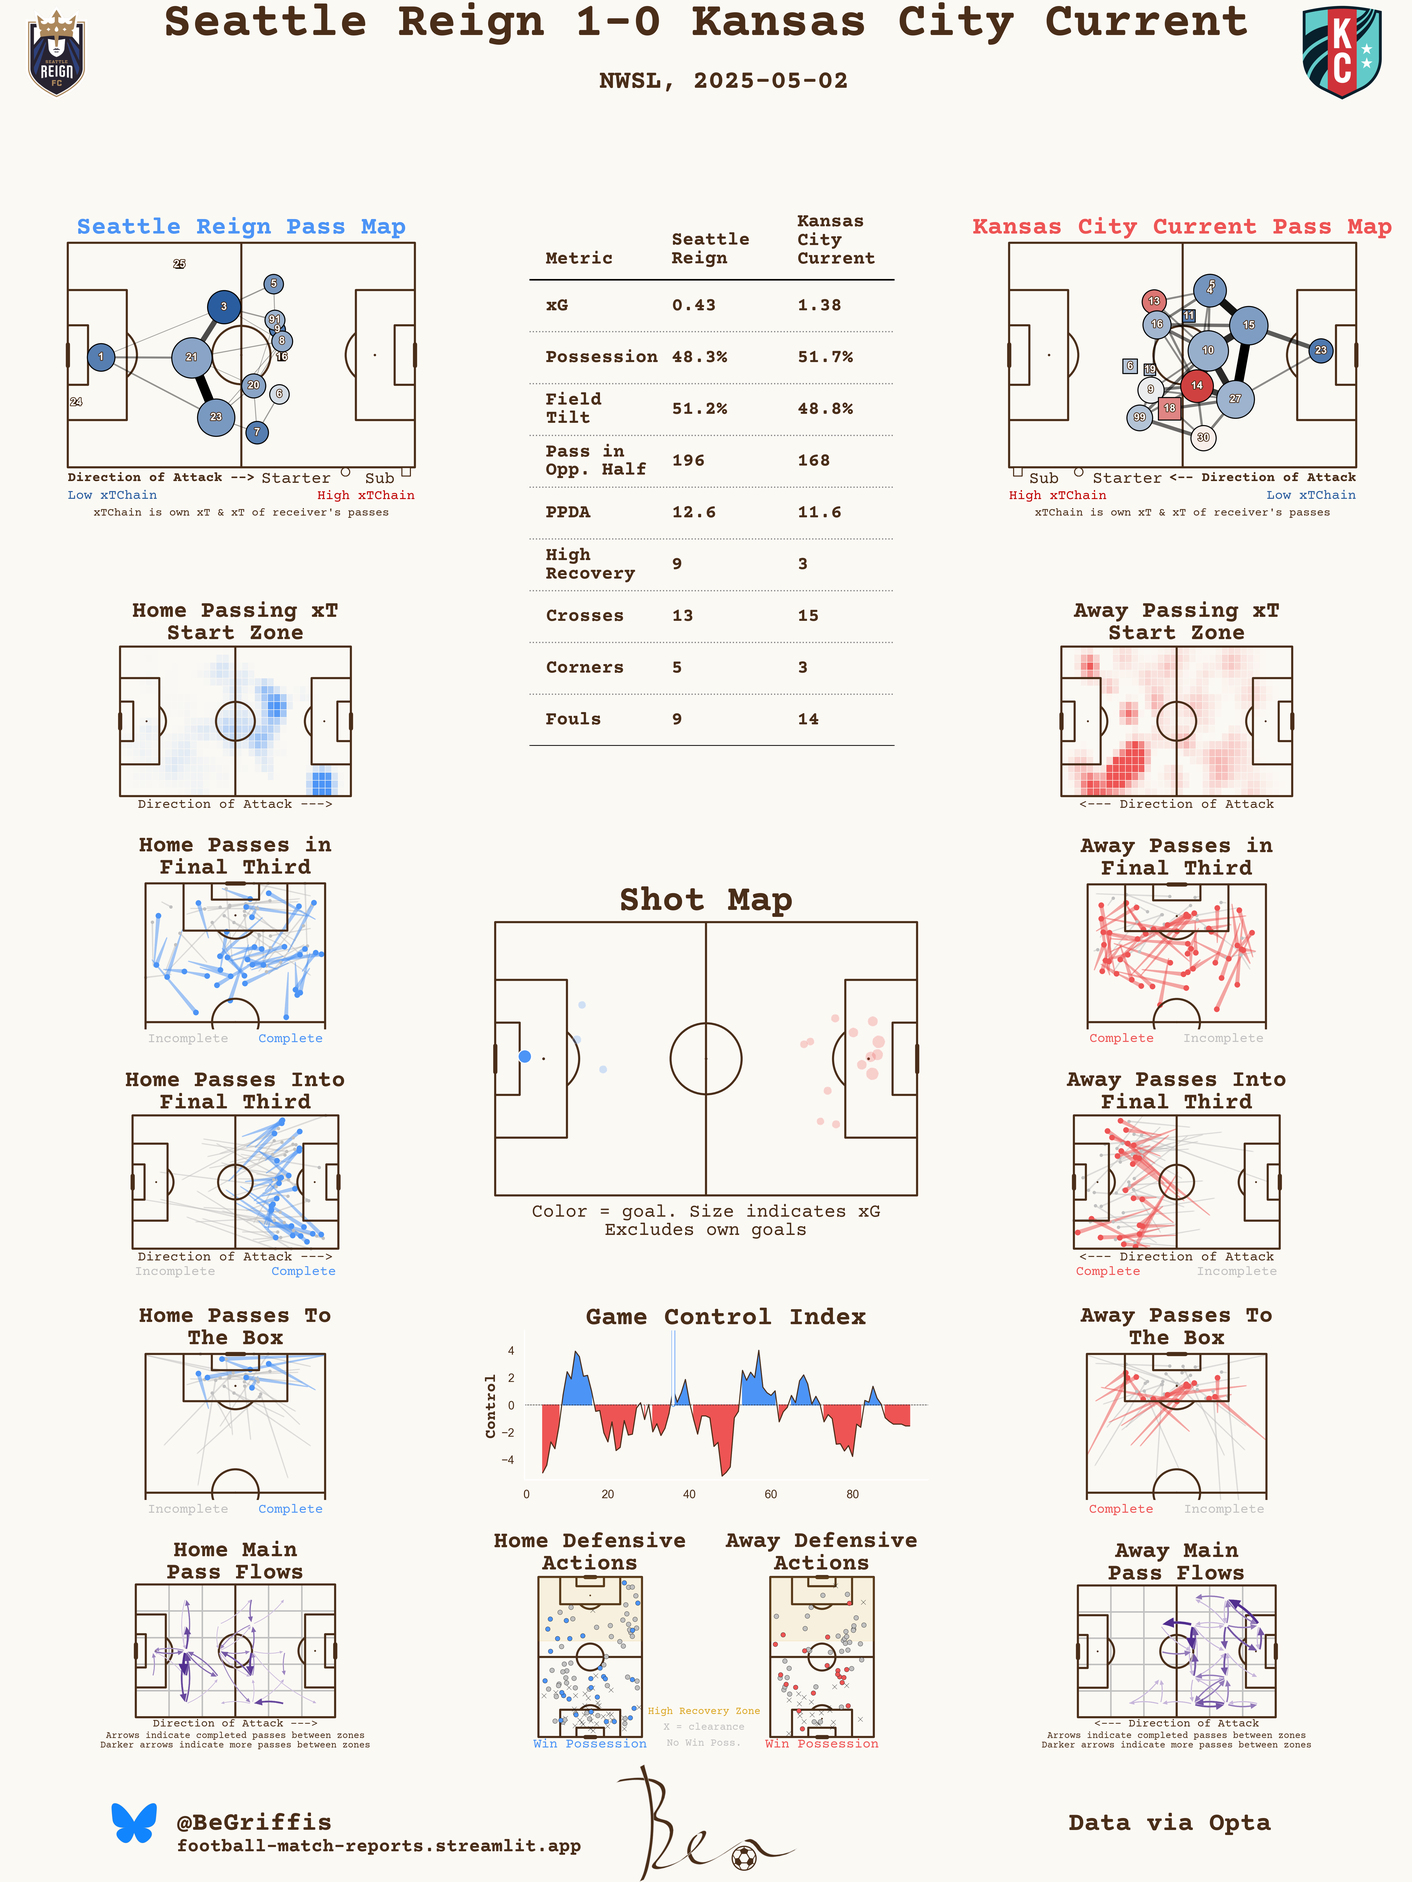 Seattle Reign 1-0 Kansas City Current
NWSL, 2025-05-02
SEATTLE
REIGN
FC
KC
Seattle Reign Pass Map
25
5
3
91
9
8
1
21
16
20
6
24
23
7
Direction of Attack --> Starter Sub
Low xTChain High xTChain
xTChain is own xT & xT of receiver's passes
Metric Seattle Reign Kansas City Current
xG 0.43 1.38
Possession 48.3% 51.7%
Field Tilt 51.2% 48.8%
Pass in Opp. Half 196 168
PPDA 12.6 11.6
High Recovery 9 3
Crosses 13 15
Corners 5 3
Fouls 9 14
Kansas City Current Pass Map
5
4
13
11
16
15
10
23
6
19
9
14
27
18
99
30
Sub Starter <-- Direction of Attack
High xTChain Low xTChain
xTChain is own xT & xT of receiver's passes
Home Passing xT
Start Zone
Direction of Attack --->
Away Passing xT
Start Zone
<--- Direction of Attack
Home Passes in
Final Third
Incomplete Complete
Away Passes in
Final Third
Complete Incomplete
Shot Map
Color = goal. Size indicates xG
Excludes own goals
Home Passes Into
Final Third
Direction of Attack --->
Incomplete Complete
Away Passes Into
Final Third
<--- Direction of Attack
Complete Incomplete
Home Passes To
The Box
Incomplete Complete
Game Control Index
Control
4
2
0
−2
−4
0 20 40 60 80
Away Passes To
The Box
Complete Incomplete
Home Main
Pass Flows
Direction of Attack --->
Arrows indicate completed passes between zones
Darker arrows indicate more passes between zones
Home Defensive
Actions
Win Possession
High Recovery Zone
X = clearance
No Win Poss.
Away Defensive
Actions
Win Possession
Away Main
Pass Flows
<--- Direction of Attack
Arrows indicate completed passes between zones
Darker arrows indicate more passes between zones
@BeGriffis
football-match-reports.streamlit.app
Ben
Data via Opta